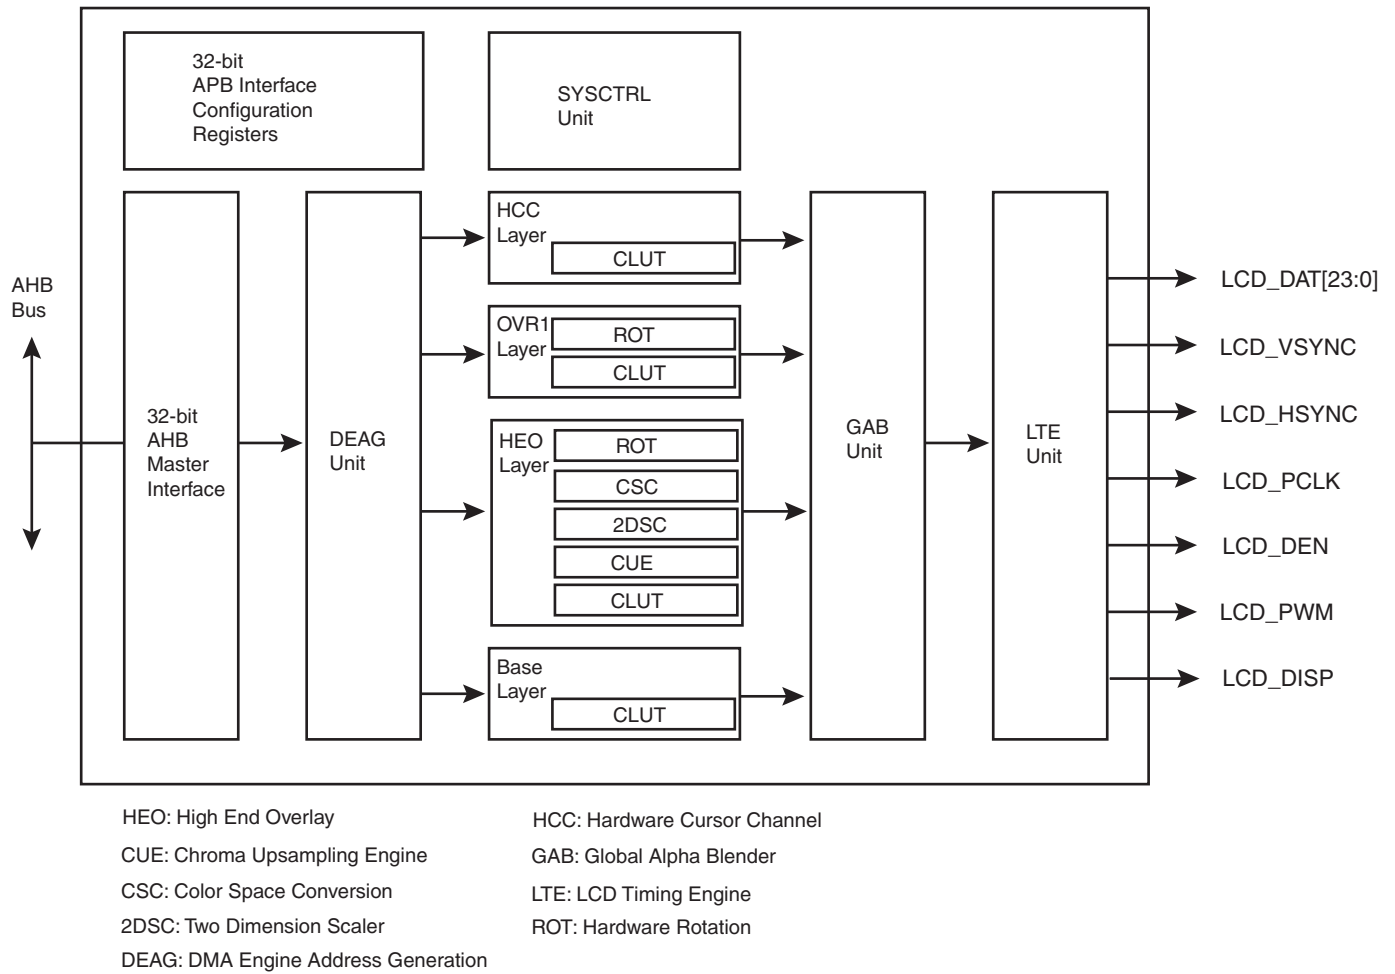 32-bit
APB Interface
Configuration
Registers
SYSCTRL
Unit
AHB
Bus
32-bit
AHB
Master
Interface
DEAG
Unit
HCC
Layer
CLUT
OVR1
Layer
ROT
CLUT
HEO
Layer
ROT
CSC
2DSC
CUE
CLUT
Base
Layer
CLUT
GAB
Unit
LTE
Unit
LCD_DAT[23:0]
LCD_VSYNC
LCD_HSYNC
LCD_PCLK
LCD_DEN
LCD_PWM
LCD_DISP
HEO: High End Overlay
CUE: Chroma Upsampling Engine
CSC: Color Space Conversion
2DSC: Two Dimension Scaler
DEAG: DMA Engine Address Generation
HCC: Hardware Cursor Channel
GAB: Global Alpha Blender
LTE: LCD Timing Engine
ROT: Hardware Rotation